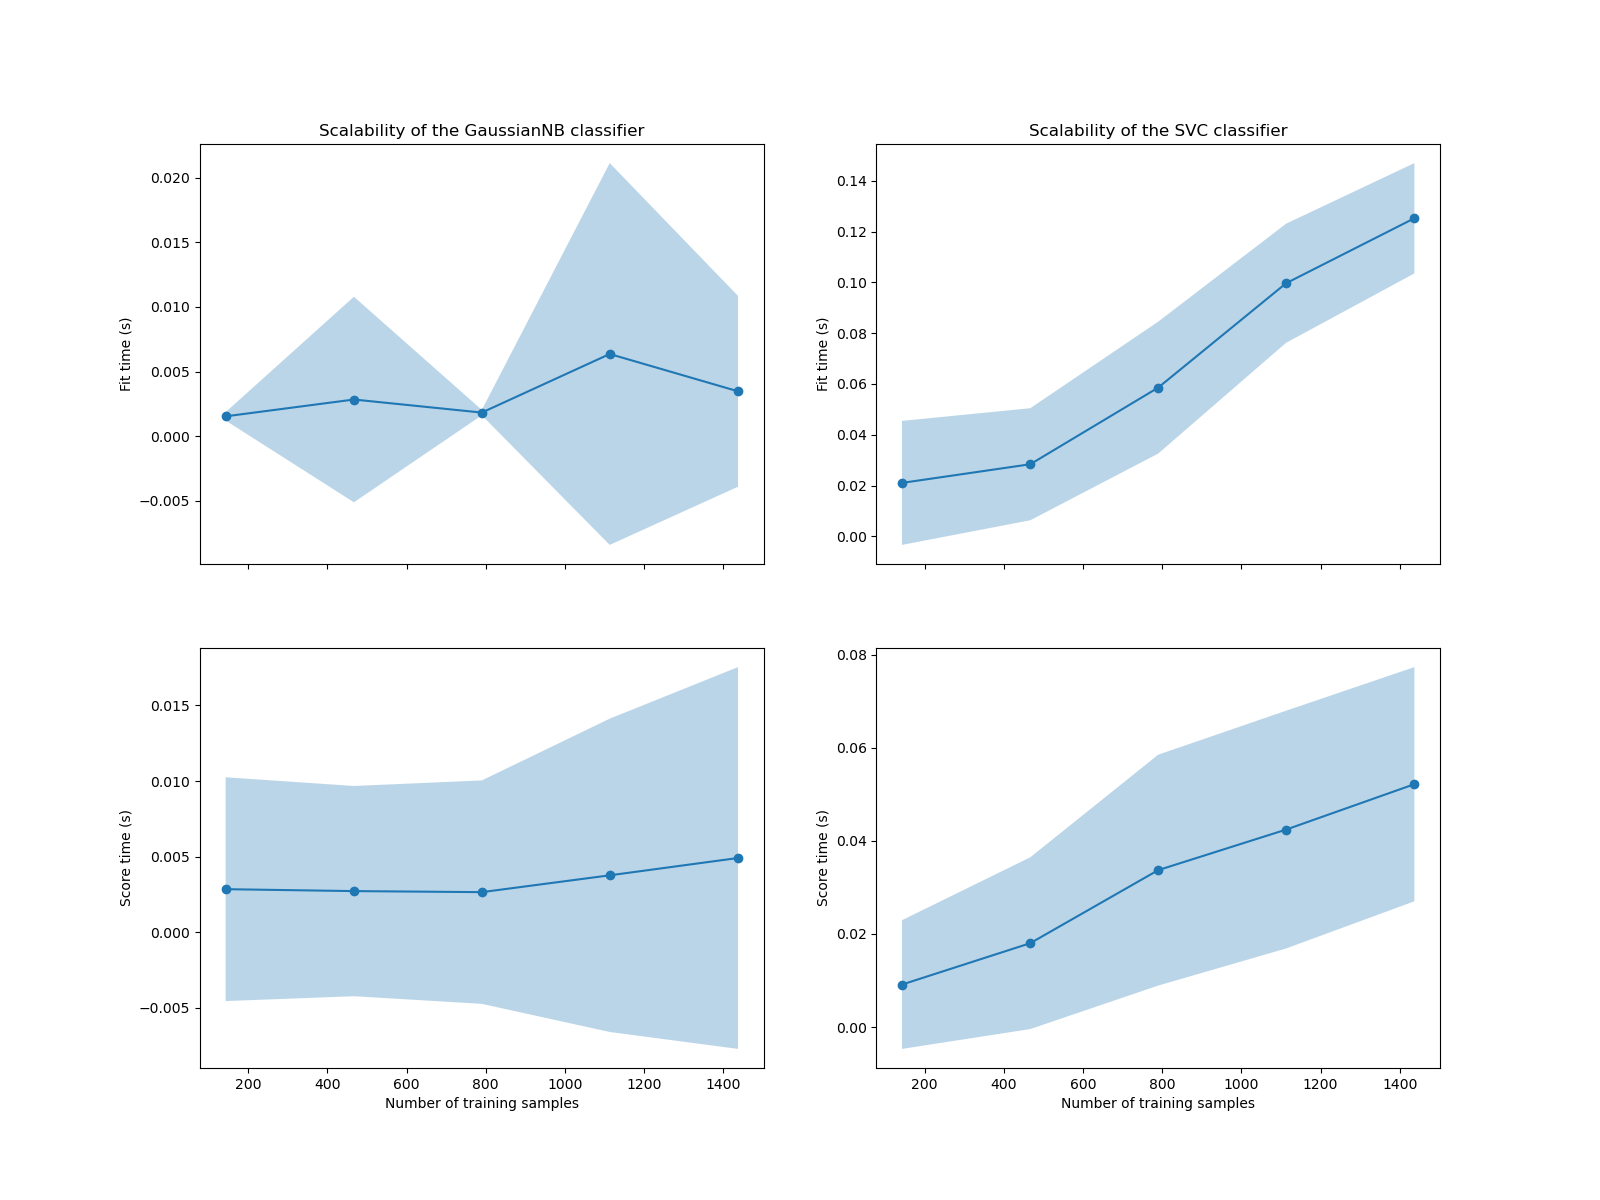 Scalability of the GaussianNB classifier
0.020
0.015
0.010
0.005
0.000
−0.005
Fit time (s)
Scalability of the SVC classifier
0.14
0.12
0.10
0.08
0.06
0.04
0.02
0.00
Fit time (s)
0.015
0.010
0.005
0.000
−0.005
Score time (s)
200 400 600 800 1000 1200 1400
Number of training samples
0.08
0.06
0.04
0.02
0.00
Score time (s)
200 400 600 800 1000 1200 1400
Number of training samples